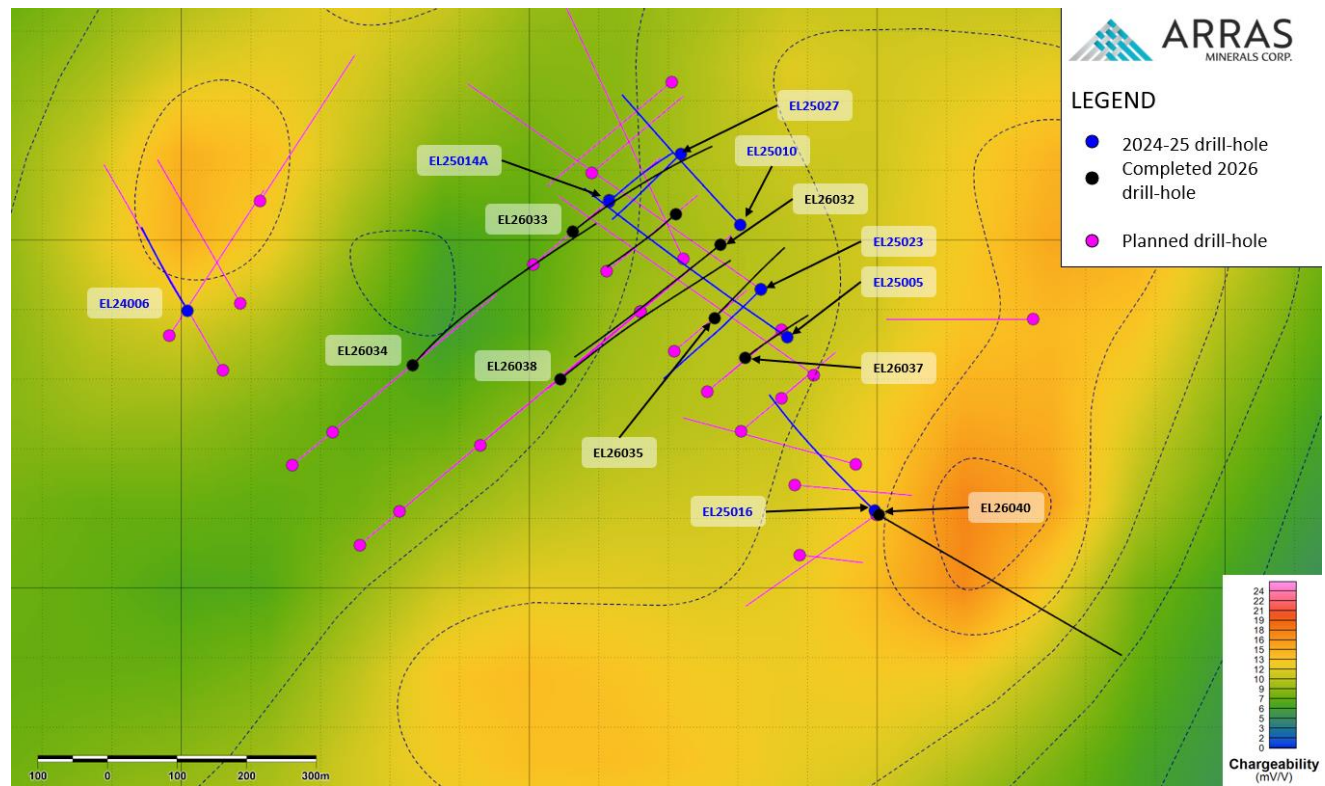 ARRAS
MINERALS CORP.
LEGEND
2024-25 drill-hole
Completed 2026
drill-hole
Planned drill-hole
EL25027
EL25010
EL25014A
EL26032
EL26033
EL25023
EL25005
EL24006
EL26034
EL26038
EL26037
EL26035
EL25016
EL26040
24
22
21
19
18
16
15
13
12
10
9
7
6
5
3
2
0
Chargeability
(mV/V)
100 0 100 200 300m